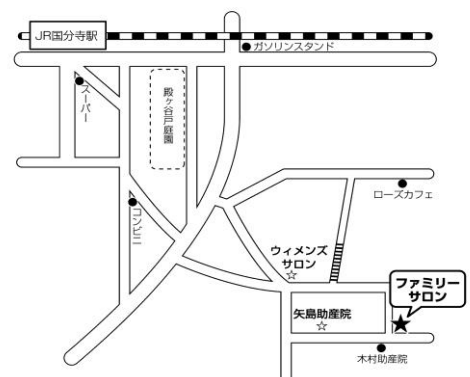 JR国分寺駅
ガソリンスタンド
スーパー
殿ヶ谷戸庭園
ローズカフェ
コンビニ
ウィメンズ
サロン
ファミリー
サロン
矢島助産院
木村助産院